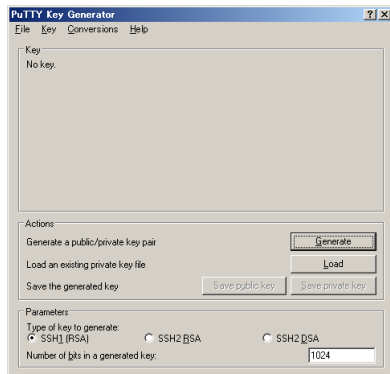 PuTTY Key Generator
File Key Conversions Help
Key
No key.
Actions
Generate a public/private key pair Generate
Load an existing private key file Load
Save the generated key Save public key Save private key
Parameters
Type of key to generate:
SSH1 (RSA) SSH2 RSA SSH2 DSA
Number of bits in a generated key: 1024